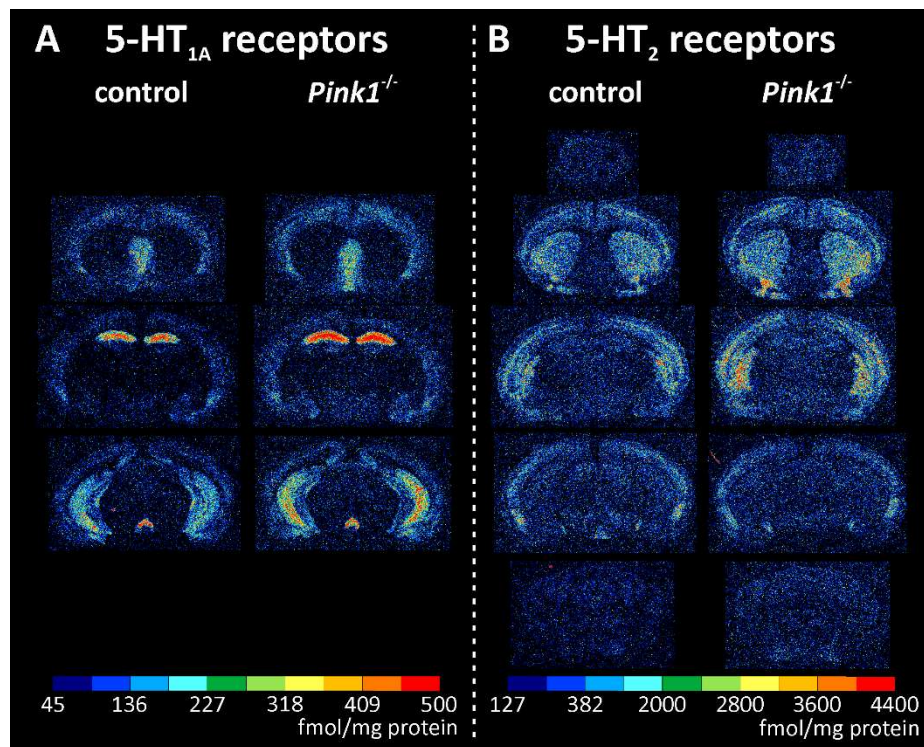 A 5-HT1A receptors
control Pink1-/-
45 136 227 318 409 500
fmol/mg protein
B 5-HT2 receptors
control Pink1-/-
127 382 2000 2800 3600 4400
fmol/mg protein